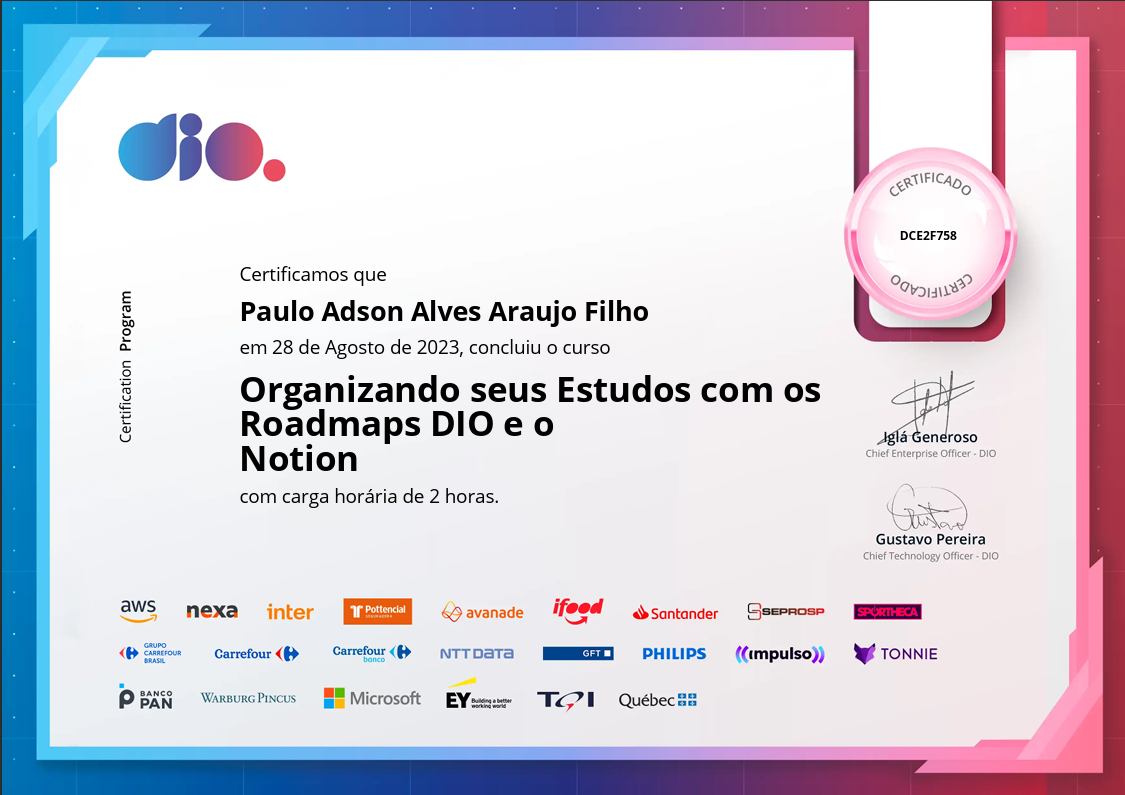 dio.
CERTIFICADO
DCE2F758
CERTIFICADO
Certification Program
Certificamos que
Paulo Adson Alves Araujo Filho
em 28 de Agosto de 2023, concluiu o curso
Organizando seus Estudos com os
Roadmaps DIO e o
Notion
com carga horária de 2 horas.
Iglá Generoso
Chief Enterprise Officer - DIO
Gustavo Pereira
Chief Technology Officer - DIO
aws nexa inter Pottencial SEGURADORA avanade ifood Santander SEPROSP SPORTHECA
GRUPO CARREFOUR BRASIL Carrefour Carrefour banco NTT DATA GFT PHILIPS impulso TONNIE
BANCO PAN WARBURG PINCUS Microsoft EY Building a better working world TQI Québec